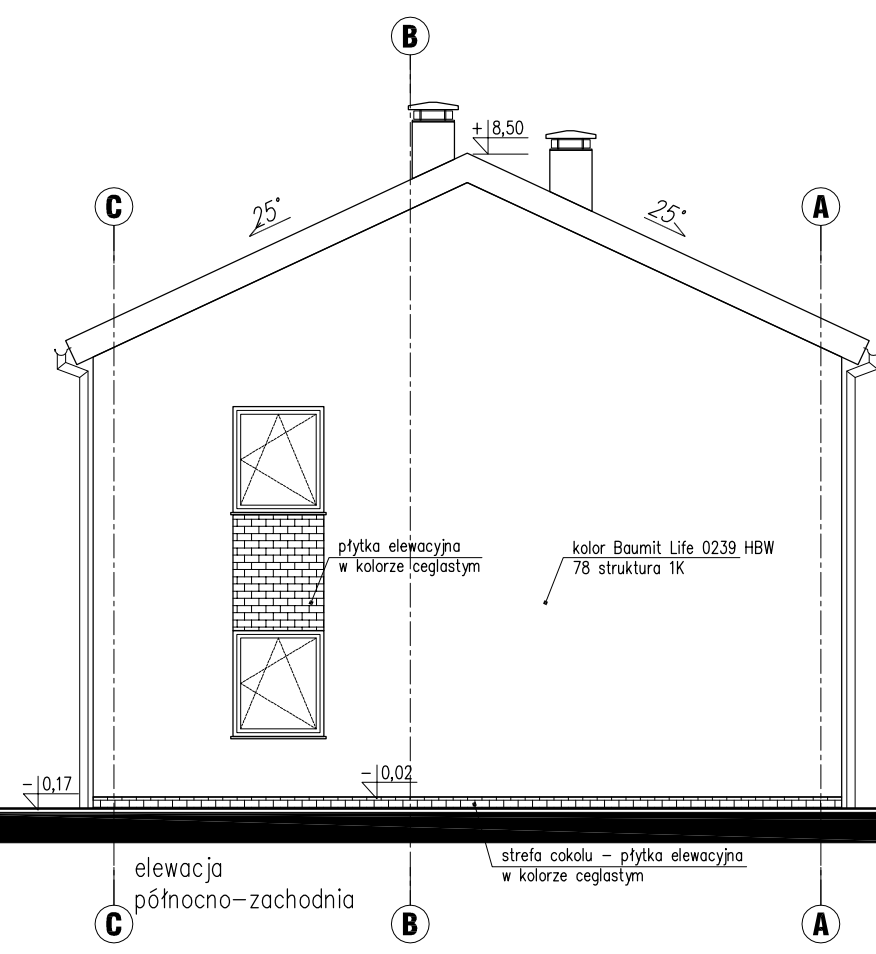 B
+8,50
C
25°
25°
A
płytka elewacyjna
w kolorze ceglastym
kolor Baumit Life 0239 HBW
78 struktura 1K
-0,17
-0,02
strefa cokolu – płytka elewacyjna
w kolorze ceglastym
elewacja
północno-zachodnia
C
B
A